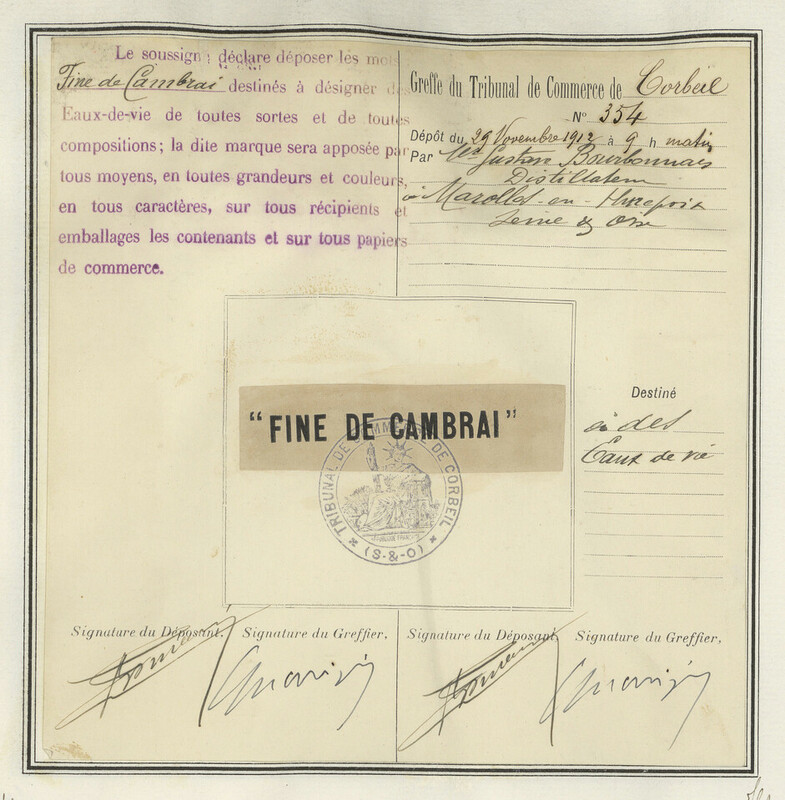 Le soussigné déclare déposer les mots
Fine de Cambrai destinés à désigner des
Eaux-de-vie de toutes sortes et de toutes
compositions; la dite marque sera apposée par
tous moyens, en toutes grandeurs et couleurs,
en tous caractères, sur tous récipients et
emballages les contenants et sur tous papiers
de commerce.
Greffe du Tribunal de Commerce de Corbeil
N° 354
Dépôt du 29 Novembre 1912 à 9 h matin
Par Mr Gustave Bourbonnais
Distillateur
à Marolles-en-Hurepoix
Seine & Oise
"FINE DE CAMBRAI"
TRIBUNAL DE COMMERCE DE CORBEIL
(S-&-O)
Destiné
à des
Eaux de vie
Signature du Déposant, Signature du Greffier,
Signature du Déposant, Signature du Greffier,